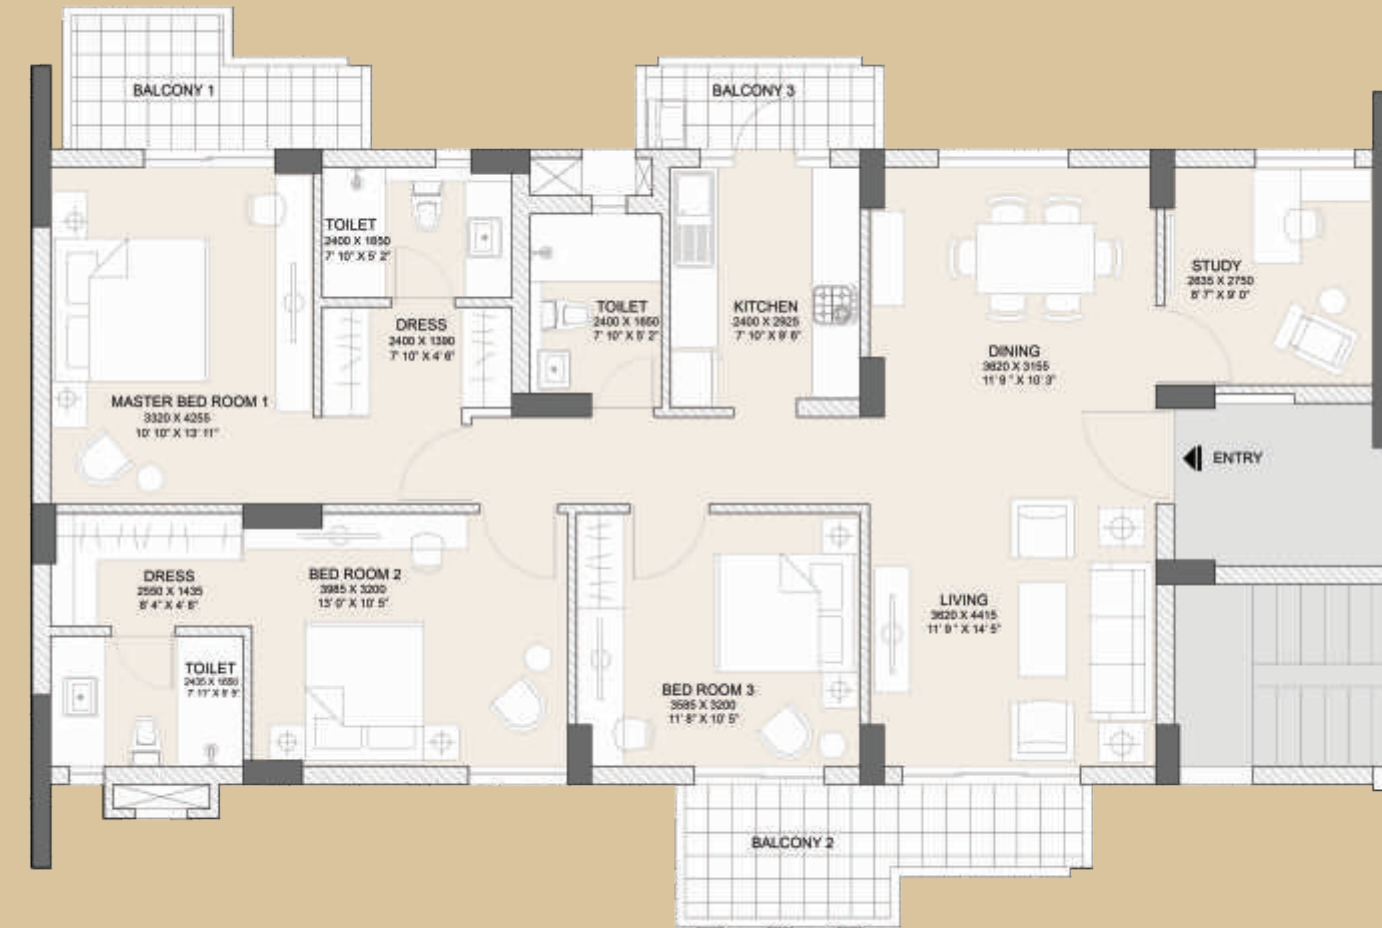 BALCONY 1
BALCONY 3
TOILET
2400 X 1650
7' 10" X 5' 2"
STUDY
2635 X 2750
8' 7" X 9' 0"
DRESS
2400 X 1390
7' 10" X 4' 6"
TOILET
2400 X 1650
7' 10" X 5' 2"
KITCHEN
2400 X 2925
7' 10" X 9' 6"
DINING
3620 X 3155
11' 9" X 10' 3"
MASTER BED ROOM 1
3320 X 4255
10' 10" X 13' 11"
ENTRY
DRESS
2550 X 1435
8' 4" X 4' 8"
BED ROOM 2
3985 X 3200
13' 0" X 10' 5"
LIVING
3620 X 4415
11' 9" X 14' 5"
TOILET
BED ROOM 3
3585 X 3200
11' 8" X 10' 5"
BALCONY 2